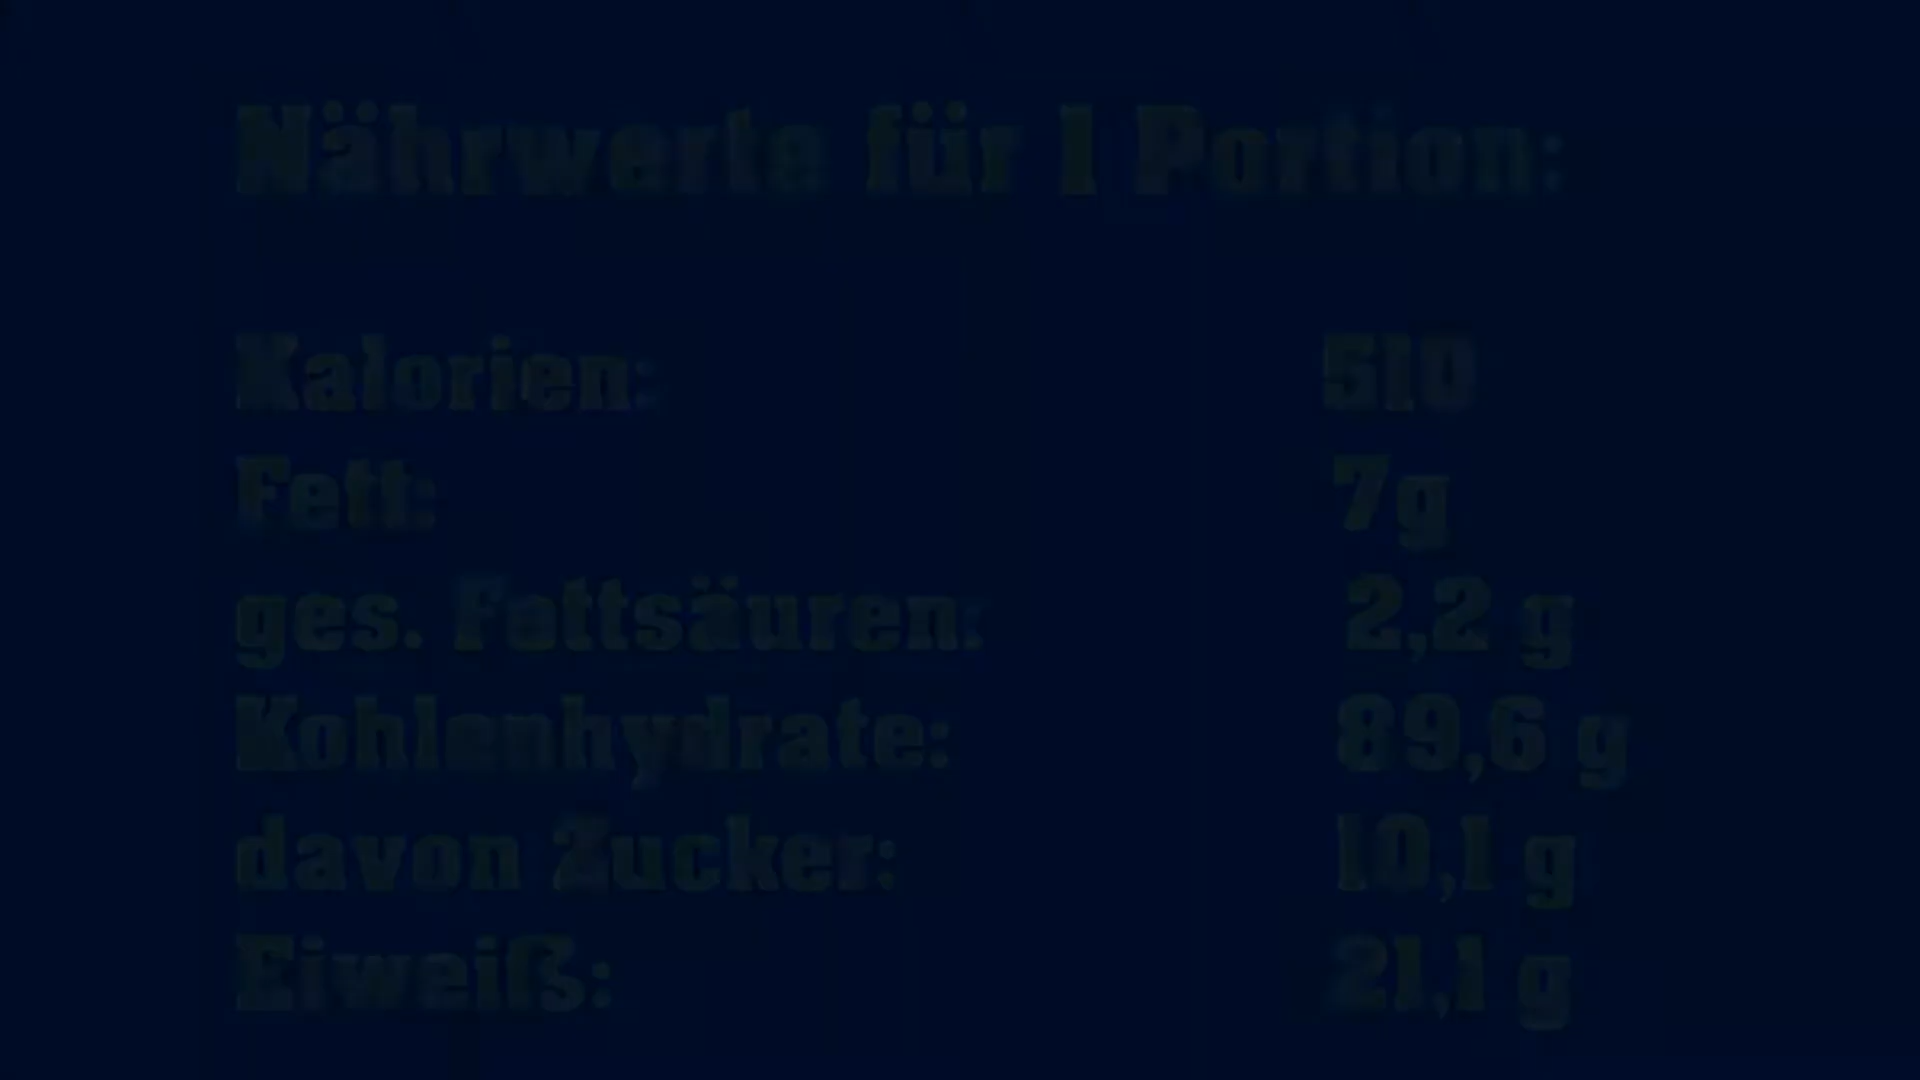 Nährwerte für 1 Portion:
Kalorien: 510
Fett: 7g
ges. Fettsäuren: 2,2 g
Kohlenhydrate: 89,6 g
davon Zucker: 10,1 g
Eiweiß: 21,1 g